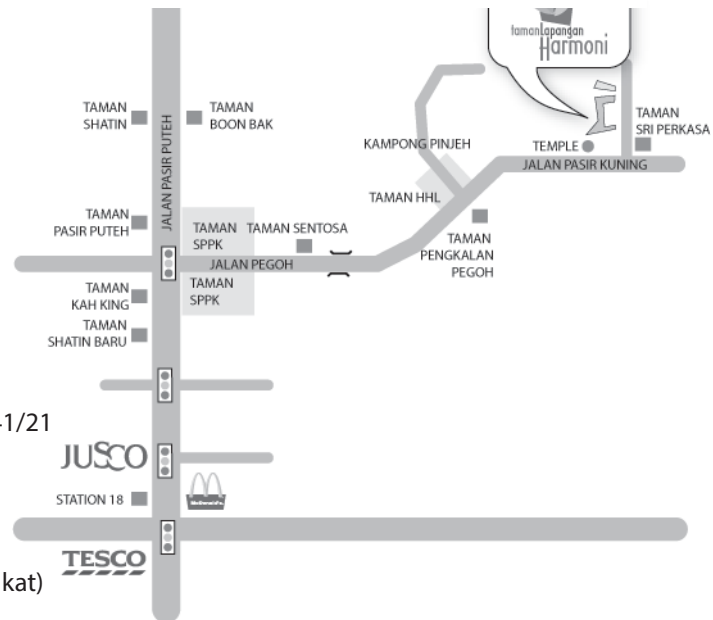 tamanLapangan
Harmoni
TAMAN
SHATIN
TAMAN
BOON BAK
JALAN PASIR PUTEH
KAMPONG PINJEH
TEMPLE
TAMAN
SRI PERKASA
JALAN PASIR KUNING
TAMAN HHL
TAMAN
PASIR PUTEH
TAMAN
SPPK
TAMAN SENTOSA
JALAN PEGOH
TAMAN
PENGKALAN
PEGOH
TAMAN
SPPK
TAMAN
KAH KING
TAMAN
SHATIN BARU
1/21
JUSCO
STATION 18
McDonald's
TESCO
kat)